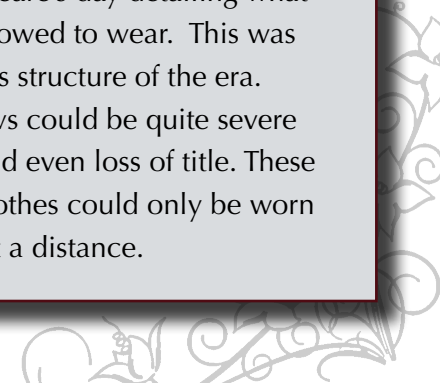 day detailing what
owed to wear.  This was
s structure of the era.
s could be quite severe
d even loss of title. These
othes could only be worn
a distance.